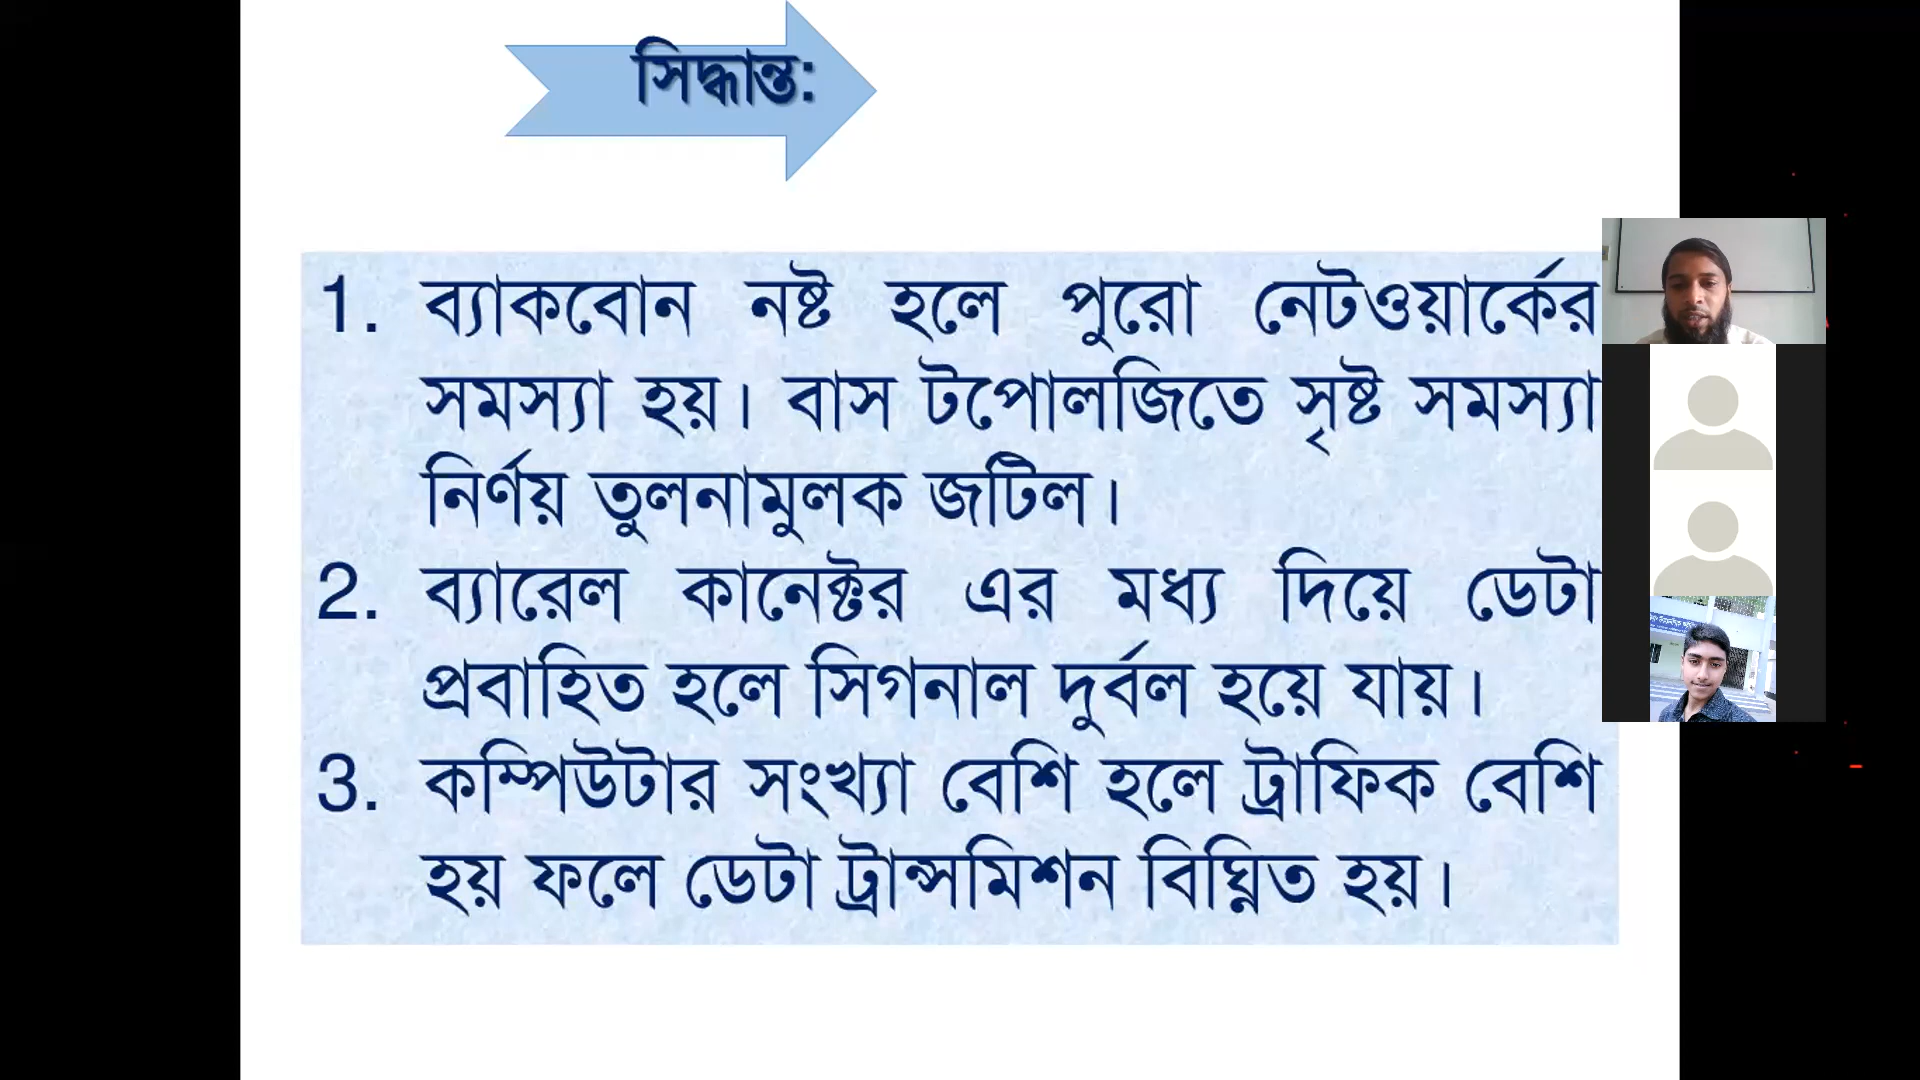 সিদ্ধান্ত:
1. ব্যাকবোন নষ্ট হলে পুরো নেটওয়ার্কের
সমস্যা হয়। বাস টপোলজিতে সৃষ্ট সমস্যা
নির্ণয় তুলনামুলক জটিল।
2. ব্যারেল কানেক্টর এর মধ্য দিয়ে ডেটা
প্রবাহিত হলে সিগনাল দুর্বল হয়ে যায়।
3. কম্পিউটার সংখ্যা বেশি হলে ট্রাফিক বেশি
হয় ফলে ডেটা ট্রান্সমিশন বিঘ্নিত হয়।